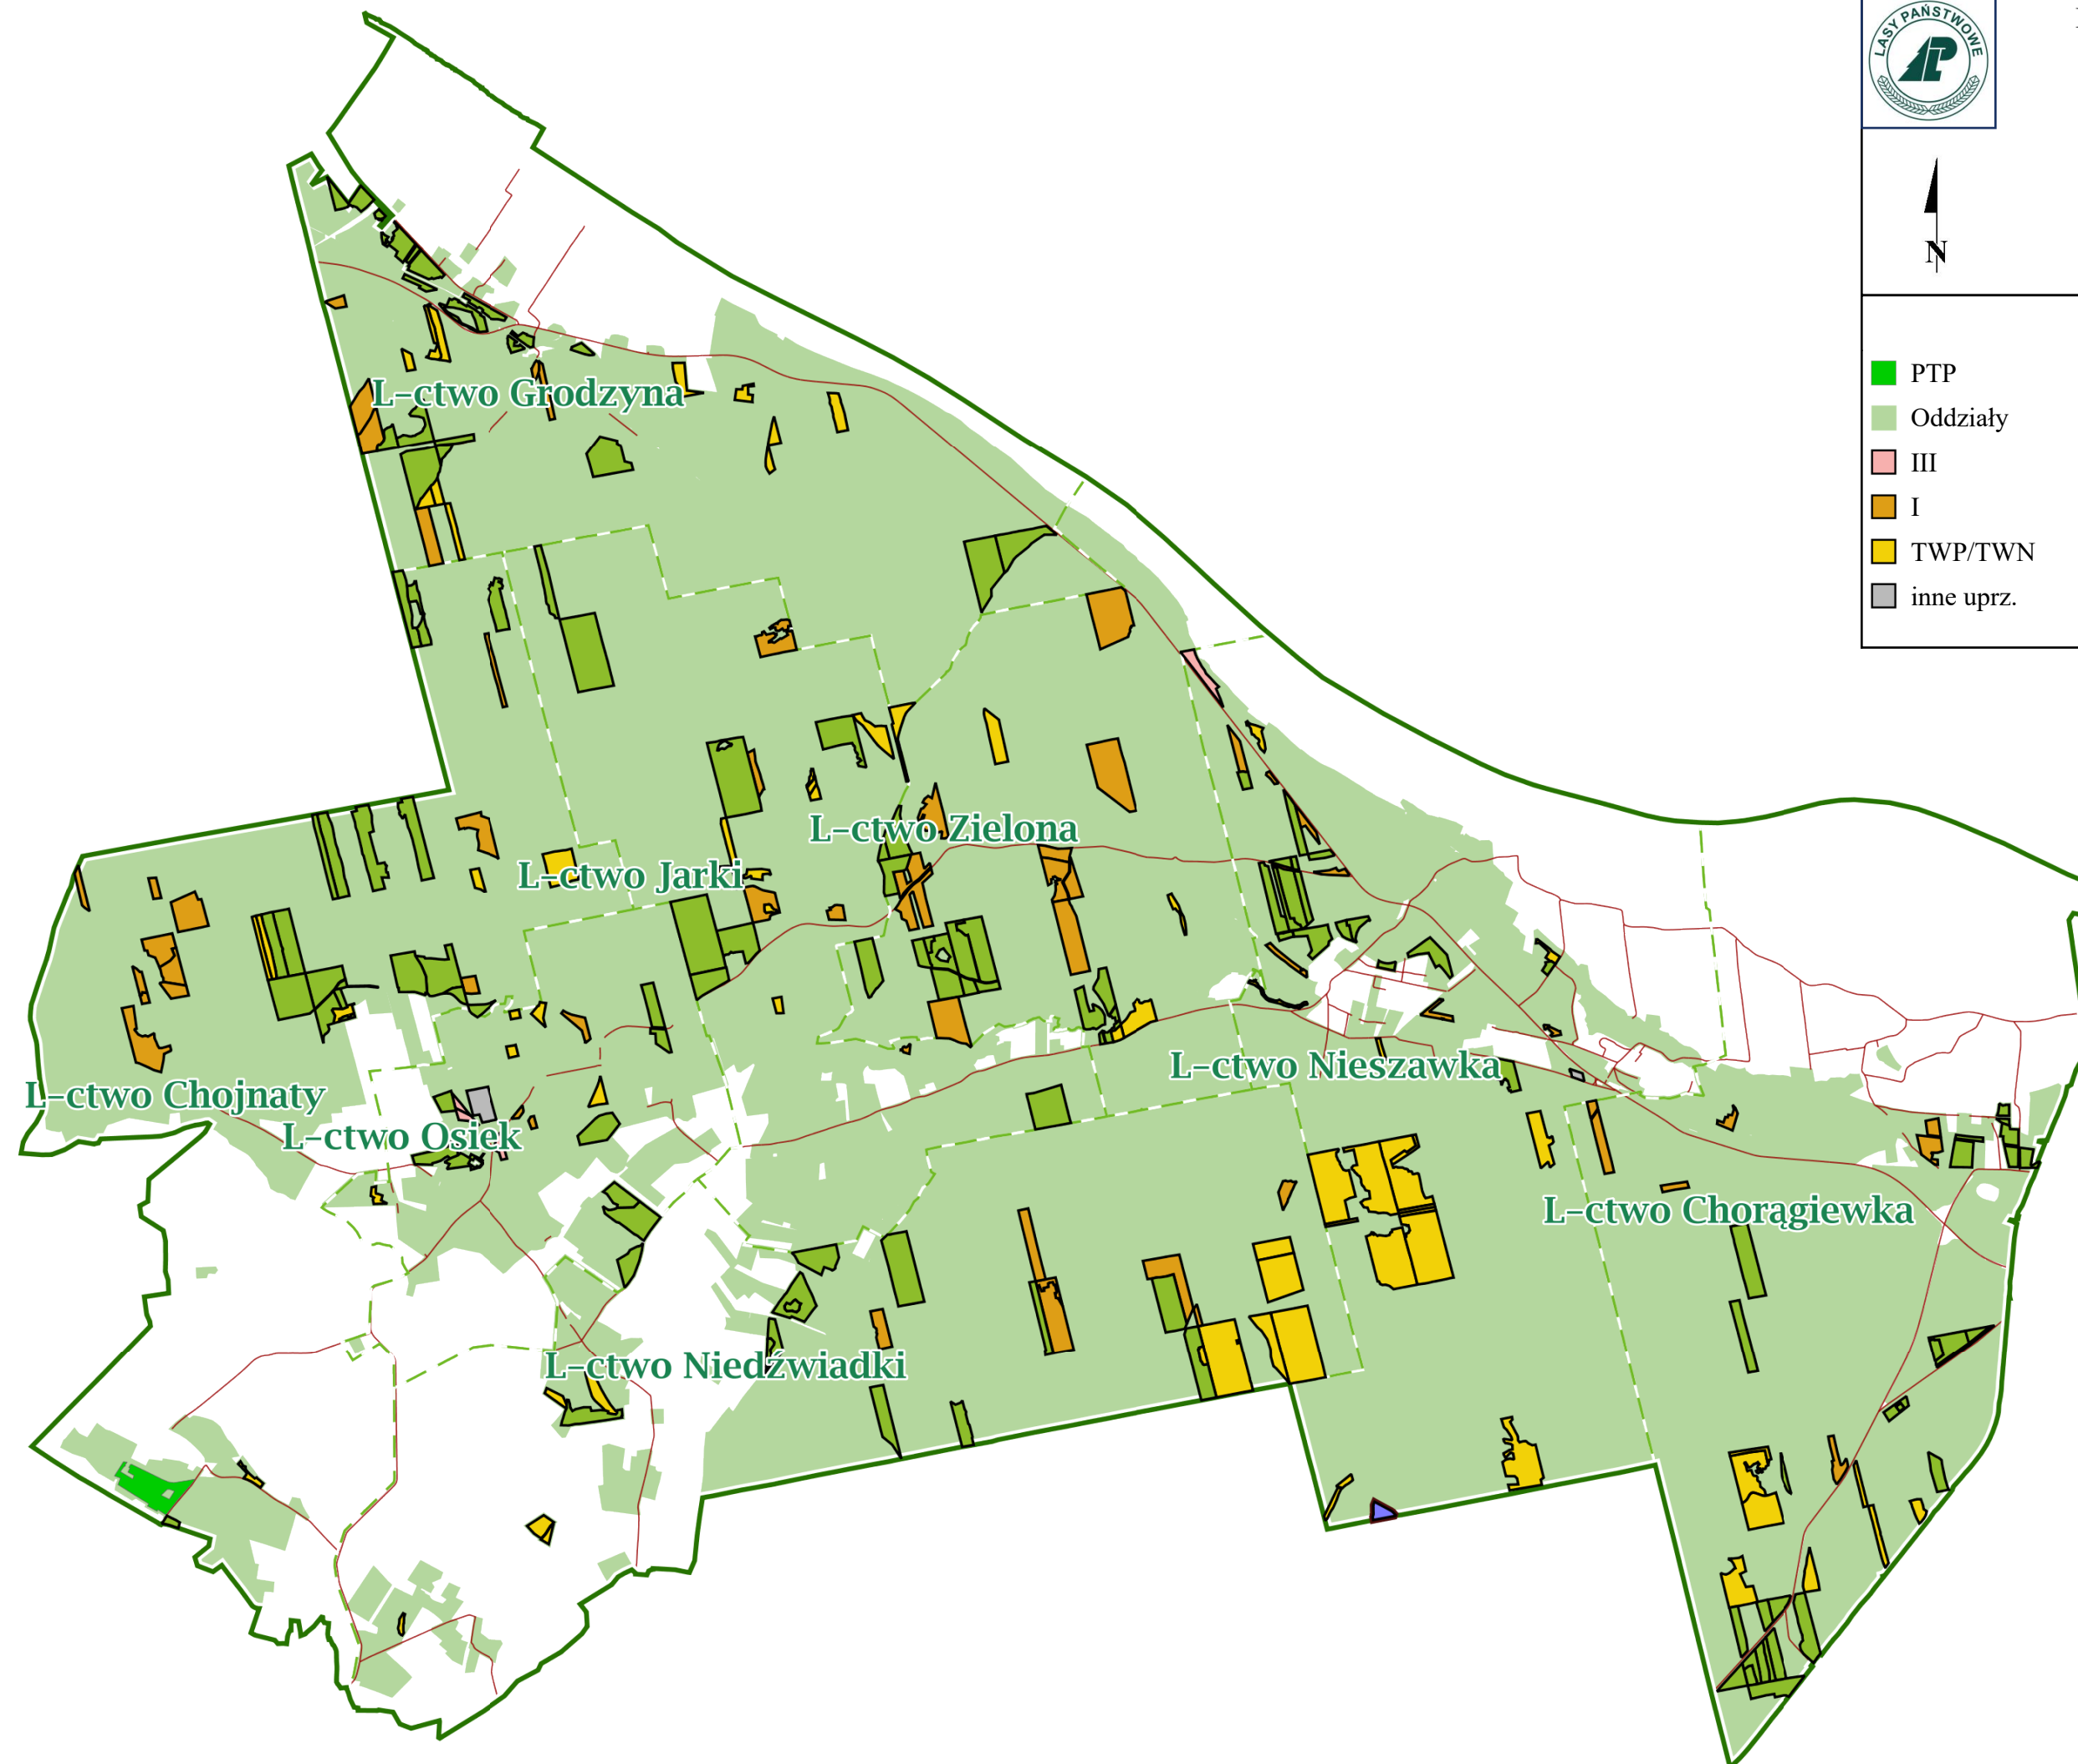 LASY PAŃSTWOWE
LP
N
PTP
Oddziały
III
I
TWP/TWN
inne uprz.
L-ctwo Grodzyna
L-ctwo Zielona
L-ctwo Jarki
L-ctwo Nieszawka
L-ctwo Chojnaty
L-ctwo Osiek
L-ctwo Chorągiewka
L-ctwo Niedźwiadki